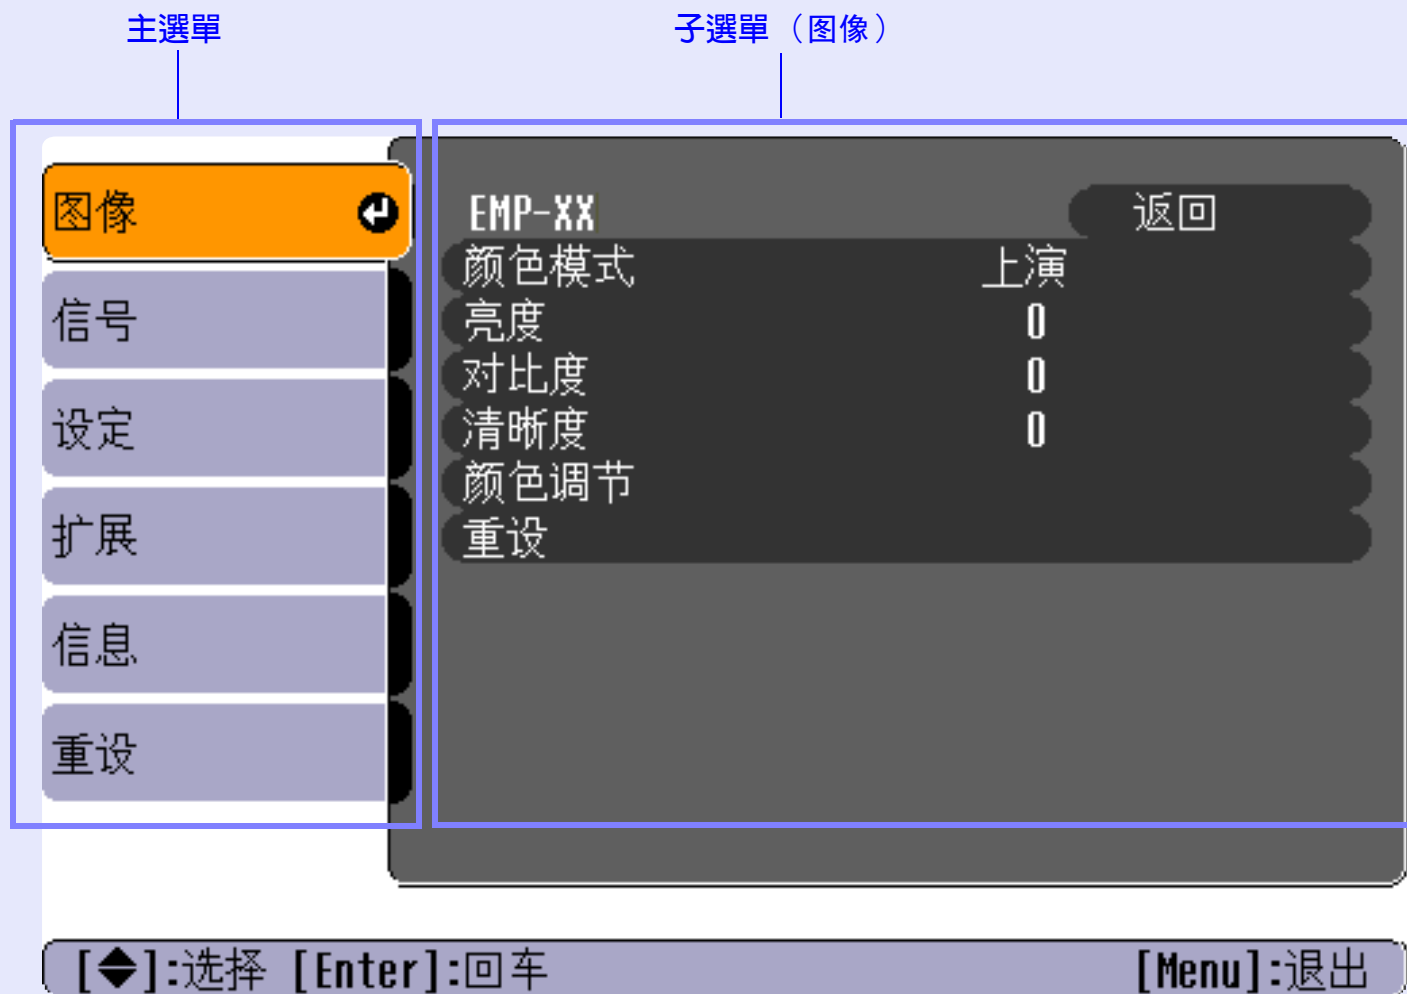 主選單
子選單（图像）
图像
信号
设定
扩展
信息
重设
EMP-XX 返回
颜色模式 上演
亮度 0
对比度 0
清晰度 0
颜色调节
重设
[◆]:选择 [Enter]:回车 [Menu]:退出